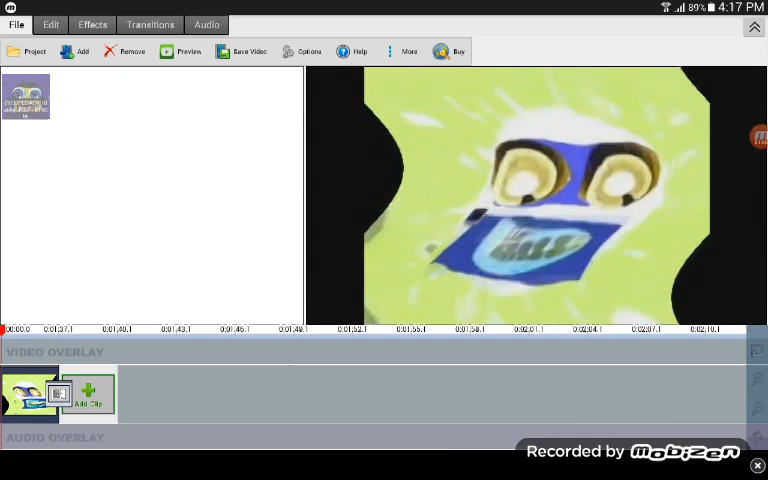 89% 4:17 PM
File Edit Effects Transitions Audio
Project Add Remove Preview Save Video Options Help More Buy
0:01;37.1 0:01;40.1 0:01;43.1 0:01;46.1 0:01;49.1 0:01;52.1 0:01;55.1 0:01;58.1 0:02;01.1 0:02;04.1 0:02;07.1 0:02;10.1
VIDEO OVERLAY
Add Clip
AUDIO OVERLAY
Recorded by mobizen